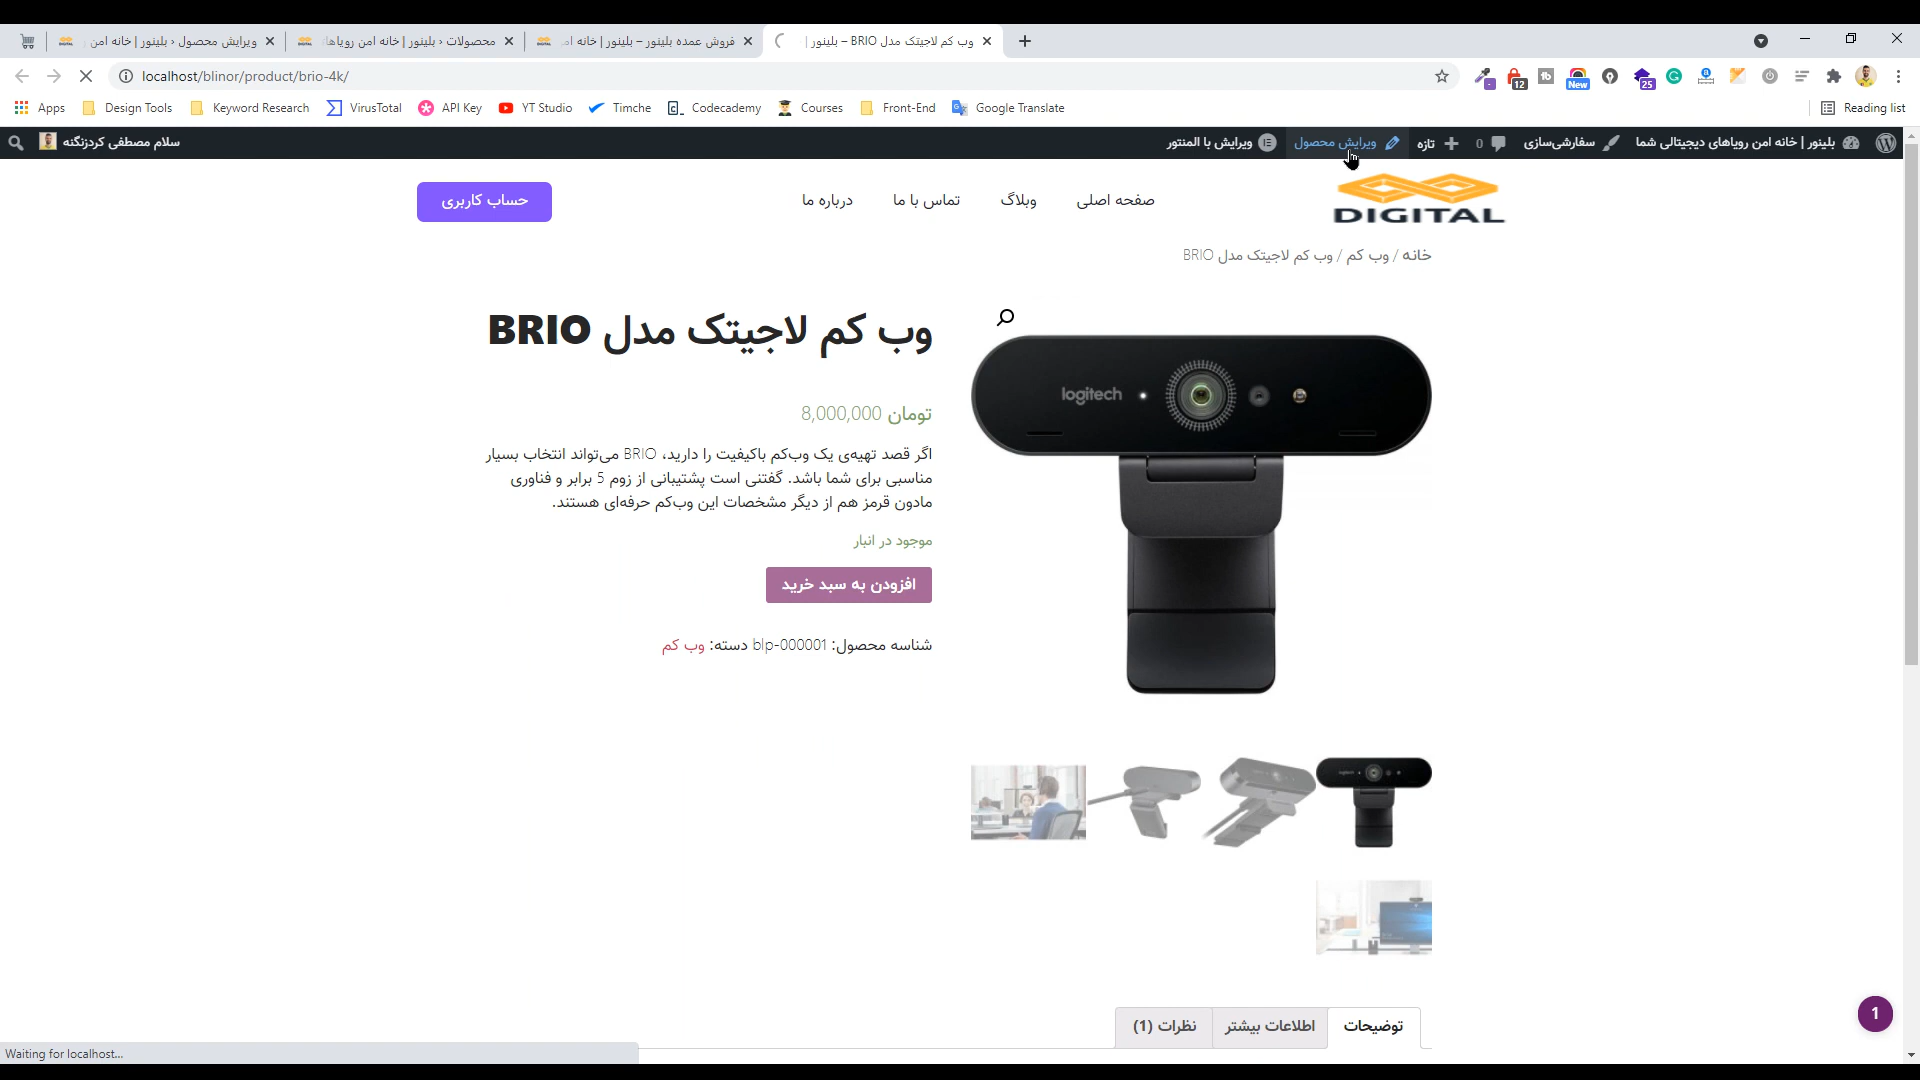 ویرایش محصول ‹ بلینور | خانه امن
محصولات ‹ بلینور | خانه امن رویاها
فروش عمده بلینور – بلینور | خانه ام
وب کم لاجیتک مدل BRIO – بلینور |
localhost/blinor/product/brio-4k/
12
New
25
Apps
Design Tools
Keyword Research
VirusTotal
API Key
YT Studio
Timche
Codecademy
Courses
Front-End
Google Translate
Reading list
بلینور | خانه امن رویاهای دیجیتالی شما
سفارشی‌سازی
0
تازه
ویرایش محصول
ویرایش با المنتور
سلام مصطفی کردزنگنه
DIGITAL
صفحه اصلی
وبلاگ
تماس با ما
درباره ما
حساب کاربری
خانه / وب کم / وب کم لاجیتک مدل BRIO
logitech
وب کم لاجیتک مدل BRIO
تومان 8,000,000
اگر قصد تهیه‌ی یک وب‌کم باکیفیت را دارید، BRIO می‌تواند انتخاب بسیار
مناسبی برای شما باشد. گفتنی است پشتیبانی از زوم 5 برابر و فناوری
مادون قرمز هم از دیگر مشخصات این وب‌کم حرفه‌ای هستند.
موجود در انبار
افزودن به سبد خرید
شناسه محصول: blp-000001 دسته: وب کم
توضیحات
اطلاعات بیشتر
نظرات (1)
1
Waiting for localhost...